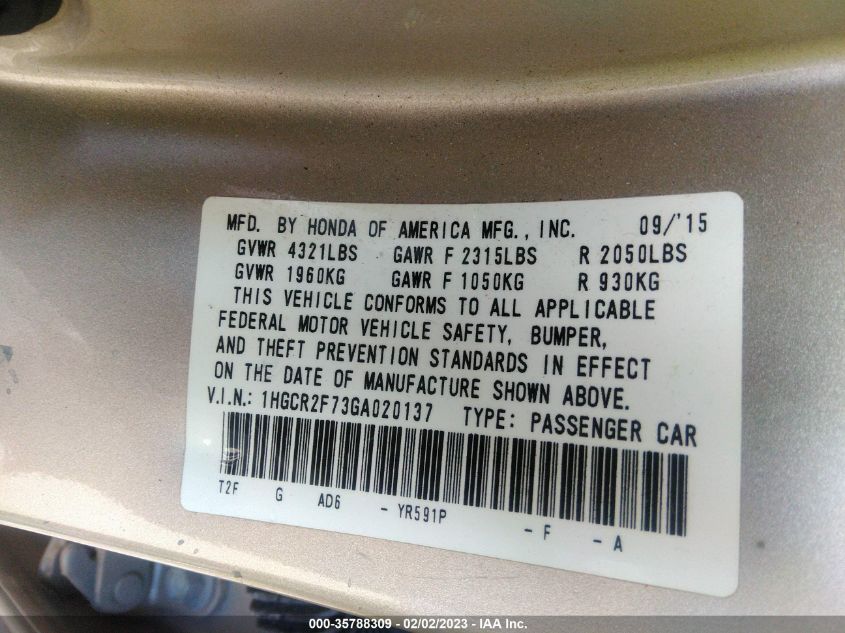 MFD. BY HONDA OF AMERICA MFG., INC. 09/'15
GVWR 4321LBS GAWR F 2315LBS R 2050LBS
GVWR 1960KG GAWR F 1050KG R 930KG
THIS VEHICLE CONFORMS TO ALL APPLICABLE
FEDERAL MOTOR VEHICLE SAFETY, BUMPER,
AND THEFT PREVENTION STANDARDS IN EFFECT
ON THE DATE OF MANUFACTURE SHOWN ABOVE.
V.I.N.: 1HGCR2F73GA020137 TYPE: PASSENGER CAR
T2F G AD6 - YR591P - F - A
000-35788309 - 02/02/2023 - IAA Inc.